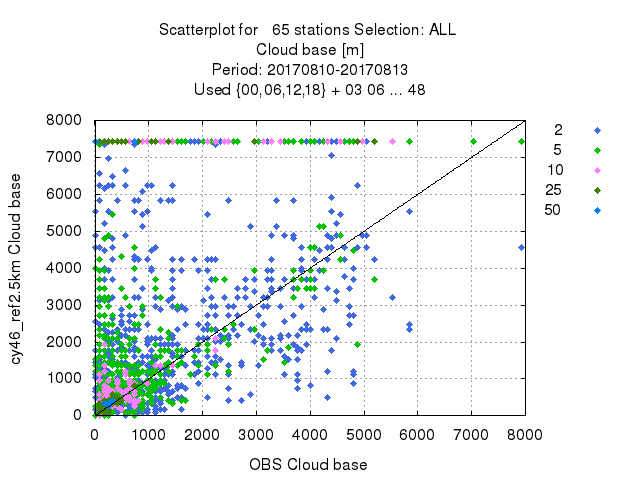 Scatterplot for 65 stations Selection: ALL
Cloud base [m]
Period: 20170810-20170813
Used {00,06,12,18} + 03 06 ... 48
8000
7000
6000
5000
4000
3000
2000
1000
0
cy46_ref2.5km Cloud base
0 1000 2000 3000 4000 5000 6000 7000 8000
OBS Cloud base
2
5
10
25
50